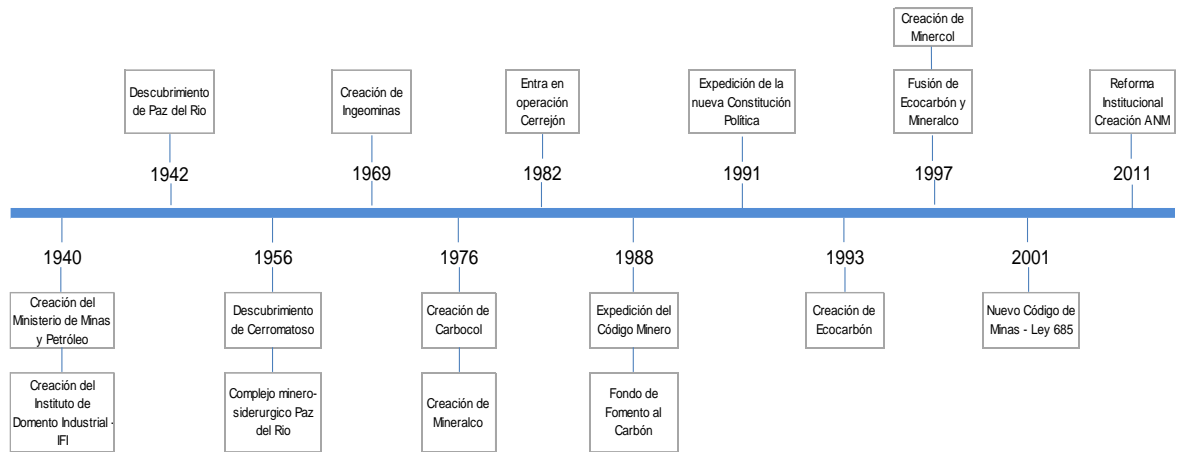 Creación de
Minercol
Descubrimiento
de Paz del Rio
Creación de
Ingeominas
Entra en
operación
Cerrejón
Expedición de la
nueva Constitución
Política
Fusión de
Ecocarbón y
Mineralco
Reforma
Institucional
Creación ANM
1942
1969
1982
1991
1997
2011
1940
1956
1976
1988
1993
2001
Creación del
Ministerio de Minas
y Petróleo
Descubrimiento
de Cerromatoso
Creación de
Carbocol
Expedición del
Código Minero
Creación de
Ecocarbón
Nuevo Código de
Minas - Ley 685
Creación del
Instituto de
Domento Industrial -
IFI
Complejo minero-
siderurgico Paz
del Rio
Creación de
Mineralco
Fondo de
Fomento al
Carbón